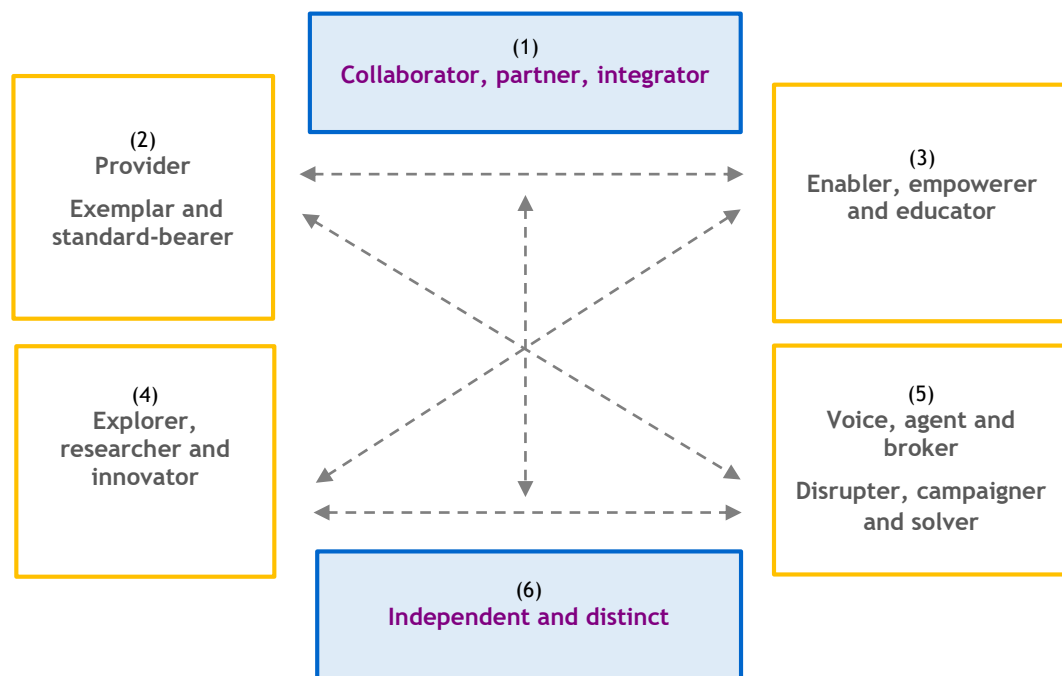 (1)
Collaborator, partner, integrator
(2)
Provider
Exemplar and
standard-bearer
(3)
Enabler, empowerer
and educator
(4)
Explorer,
researcher and
innovator
(5)
Voice, agent and
broker
Disrupter, campaigner
and solver
(6)
Independent and distinct